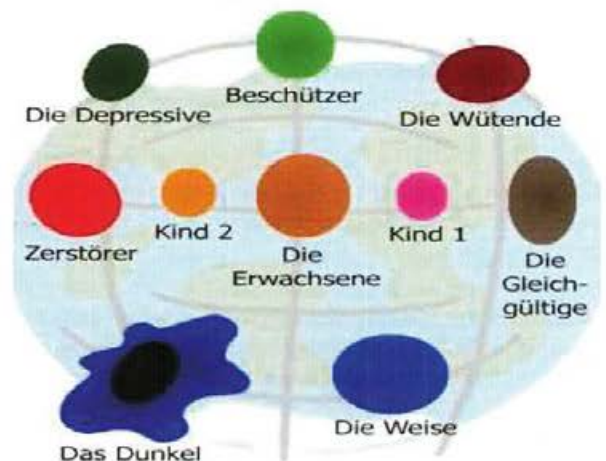 Die Depressive
Beschützer
Die Wütende
Zerstörer
Kind 2
Die
Erwachsene
Kind 1
Die
Gleich-
gültige
Das Dunkel
Die Weise